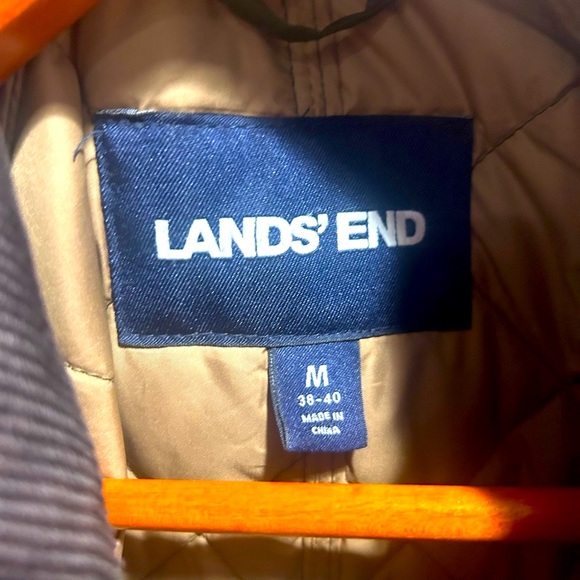 LANDS' END
M
38-40
MADE IN
CHINA